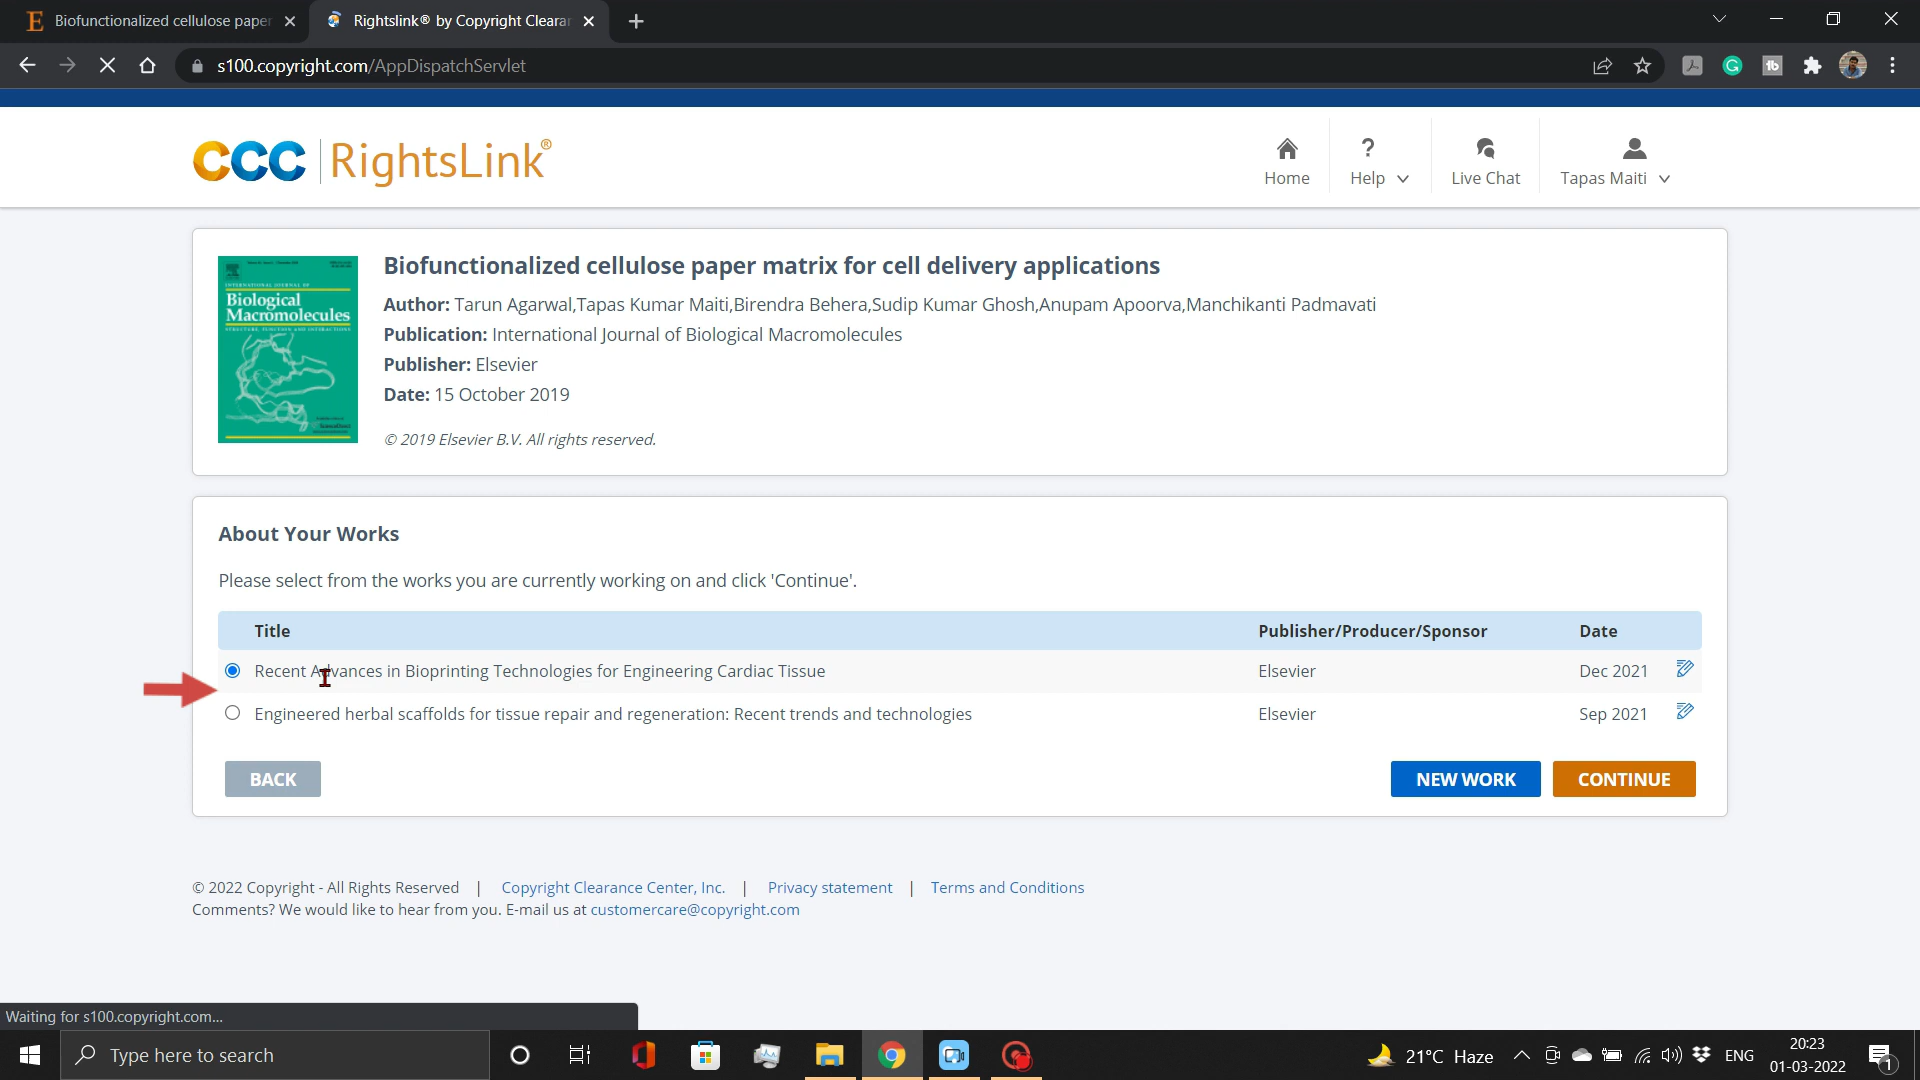 Biofunctionalized cellulose paper
Rightslink® by Copyright Clearan
s100.copyright.com/AppDispatchServlet
CCC RightsLink®
Home
Help
Live Chat
Tapas Maiti
Biological
Macromolecules
Biofunctionalized cellulose paper matrix for cell delivery applications
Author: Tarun Agarwal,Tapas Kumar Maiti,Birendra Behera,Sudip Kumar Ghosh,Anupam Apoorva,Manchikanti Padmavati
Publication: International Journal of Biological Macromolecules
Publisher: Elsevier
Date: 15 October 2019
© 2019 Elsevier B.V. All rights reserved.
About Your Works
Please select from the works you are currently working on and click 'Continue'.
Title Publisher/Producer/Sponsor Date
Recent Advances in Bioprinting Technologies for Engineering Cardiac Tissue Elsevier Dec 2021
Engineered herbal scaffolds for tissue repair and regeneration: Recent trends and technologies Elsevier Sep 2021
BACK NEW WORK CONTINUE
© 2022 Copyright - All Rights Reserved | Copyright Clearance Center, Inc. | Privacy statement | Terms and Conditions
Comments? We would like to hear from you. E-mail us at customercare@copyright.com
Waiting for s100.copyright.com...
Type here to search
21°C Haze
ENG
20:23
01-03-2022
1